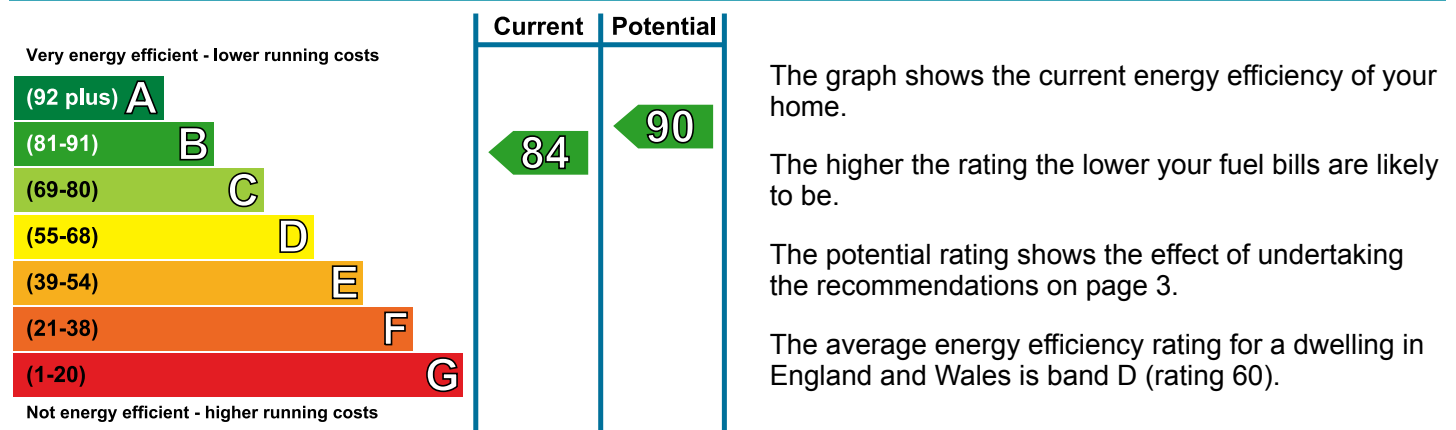 Current Potential
Very energy efficient - lower running costs
(92 plus) A
(81-91) B
(69-80) C
(55-68) D
(39-54) E
(21-38) F
(1-20) G
Not energy efficient - higher running costs
84
90
The graph shows the current energy efficiency of your
home.
The higher the rating the lower your fuel bills are likely
to be.
The potential rating shows the effect of undertaking
the recommendations on page 3.
The average energy efficiency rating for a dwelling in
England and Wales is band D (rating 60).